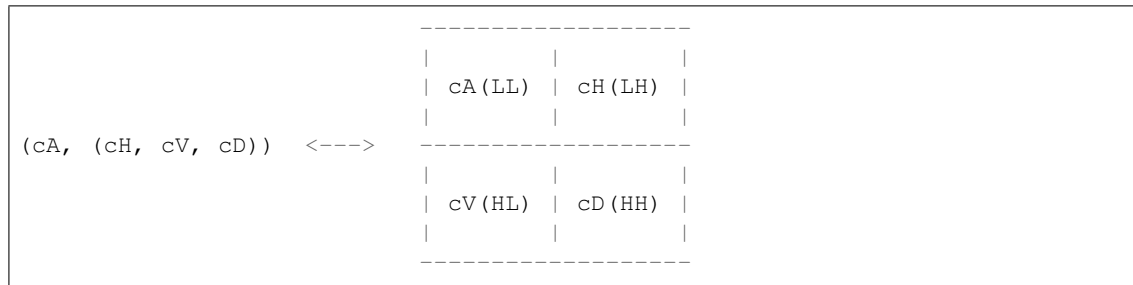 -------------------
|        |        |
| cA(LL) | cH(LH) |
|        |        |
(cA, (cH, cV, cD)) <---> -------------------
|        |        |
| cV(HL) | cD(HH) |
|        |        |
-------------------